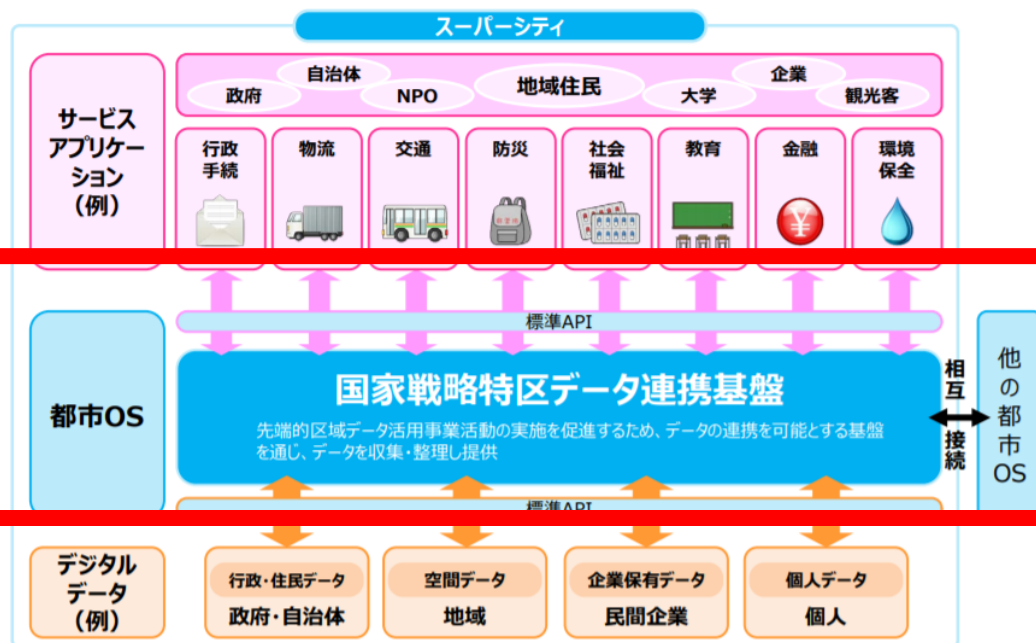 スーパーシティ
サービス
アプリケー
ション
（例）
政府
自治体
NPO
地域住民
大学
企業
観光客
行政
手続
物流
交通
防災
社会
福祉
教育
金融
環境
保全
標準API
都市OS
国家戦略特区データ連携基盤
先端的区域データ活用事業活動の実施を促進するため、データの連携を可能とする基盤
を通じ、データを収集・整理し提供
相互
接続
他の都市OS
標準API
デジタル
データ
（例）
行政・住民データ
政府・自治体
空間データ
地域
企業保有データ
民間企業
個人データ
個人